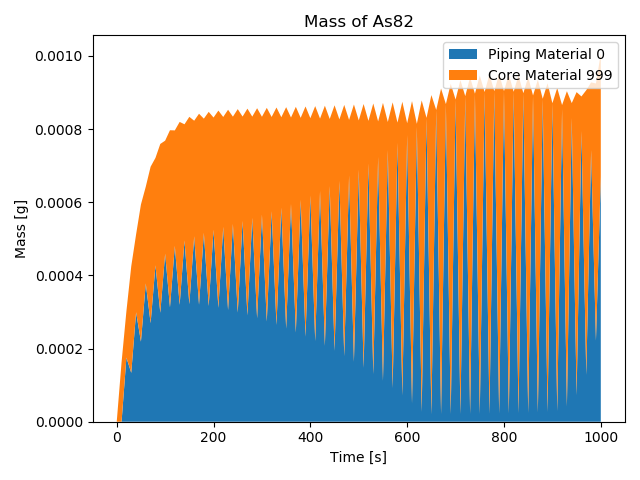 Mass of As82
Piping Material 0
Core Material 999
Mass [g]
0.0010
0.0008
0.0006
0.0004
0.0002
0.0000
0
200
400
600
800
1000
Time [s]